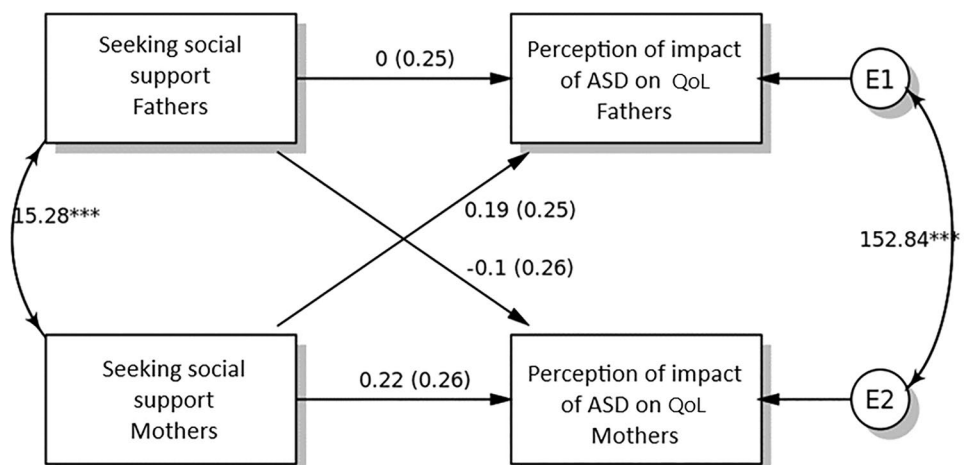 Seeking social
support
Fathers
0 (0.25)
Perception of impact
of ASD on QoL
Fathers
E1
15.28***
0.19 (0.25)
-0.1 (0.26)
152.84***
Seeking social
support
Mothers
0.22 (0.26)
Perception of impact
of ASD on QoL
Mothers
E2